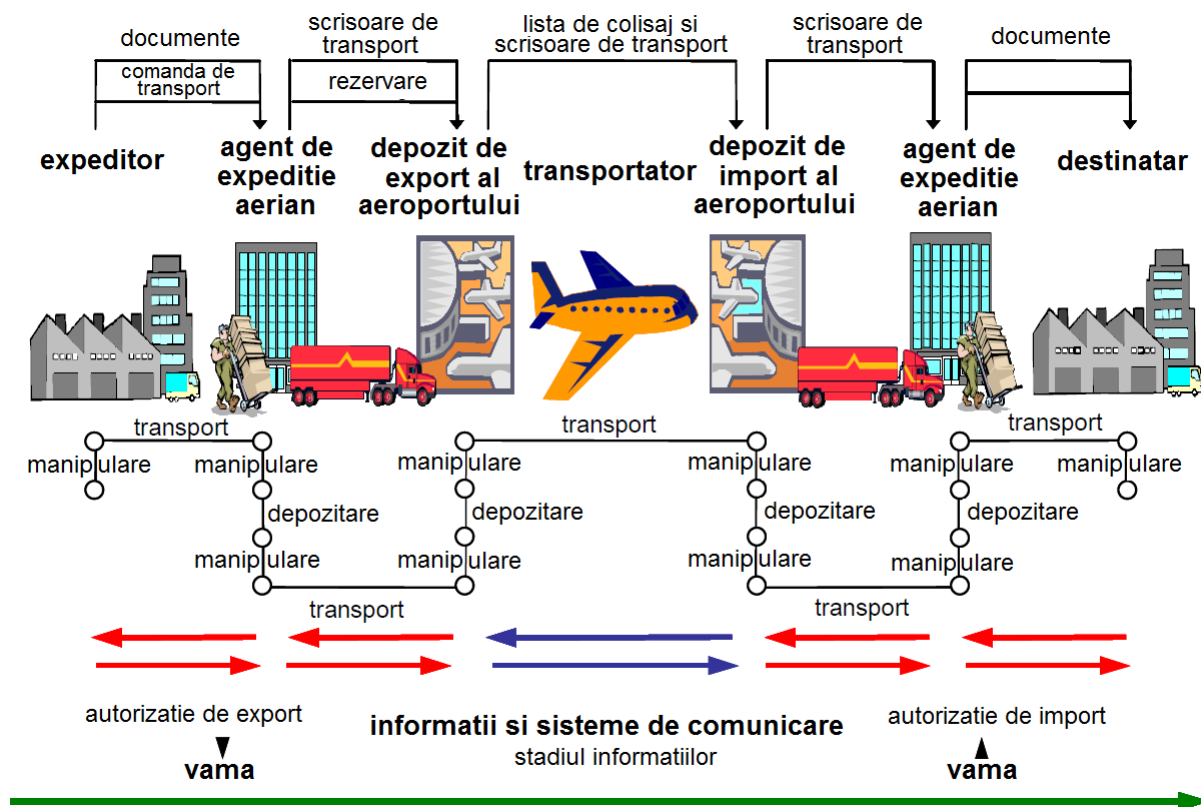 documente
scrisoare de
transport
lista de colisaj si
scrisoare de transport
scrisoare de
transport
documente
comanda de
transport
rezervare
expeditor
agent de
expeditie
aerian
depozit de
export al
aeroportului
transportator
depozit de
import al
aeroportului
agent de
expeditie
aerian
destinatar
transport
transport
transport
manipulare
manipulare
manipulare
manipulare
manipulare
manipulare
depozitare
depozitare
depozitare
depozitare
manipulare
manipulare
manipulare
manipulare
transport
transport
autorizatie de export
informatii si sisteme de comunicare
autorizatie de import
stadiul informatiilor
vama
vama